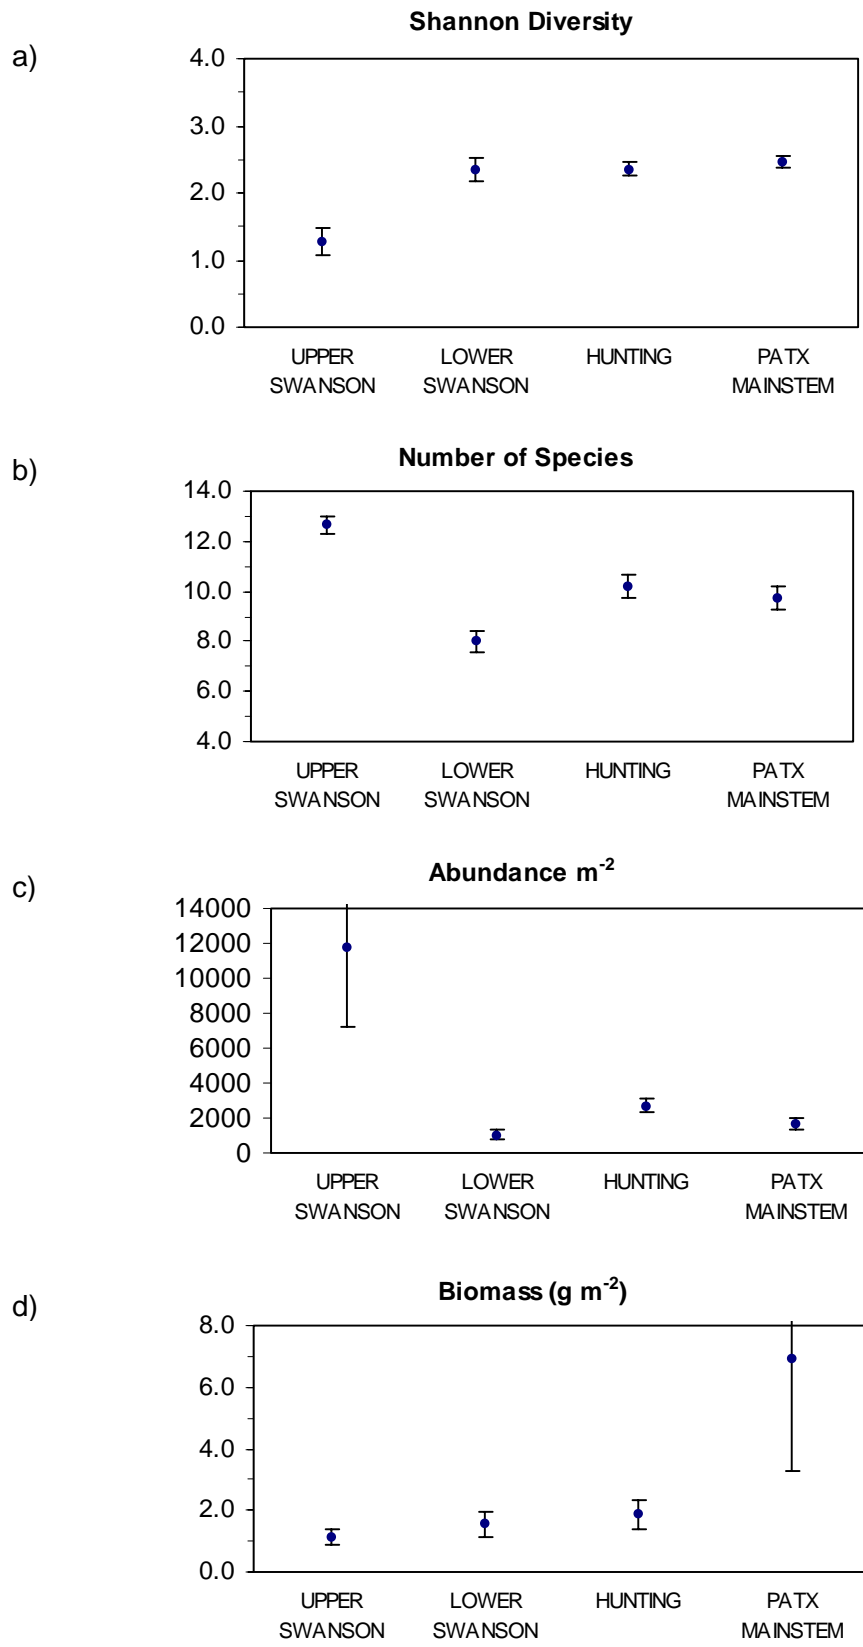 a)
Shannon Diversity
4.0
3.0
2.0
1.0
0.0
UPPER SWANSON
LOWER SWANSON
HUNTING
PATX MAINSTEM
b)
Number of Species
14.0
12.0
10.0
8.0
6.0
4.0
UPPER SWANSON
LOWER SWANSON
HUNTING
PATX MAINSTEM
c)
Abundance m⁻²
14000
12000
10000
8000
6000
4000
2000
0
UPPER SWANSON
LOWER SWANSON
HUNTING
PATX MAINSTEM
d)
Biomass (g m⁻²)
8.0
6.0
4.0
2.0
0.0
UPPER SWANSON
LOWER SWANSON
HUNTING
PATX MAINSTEM